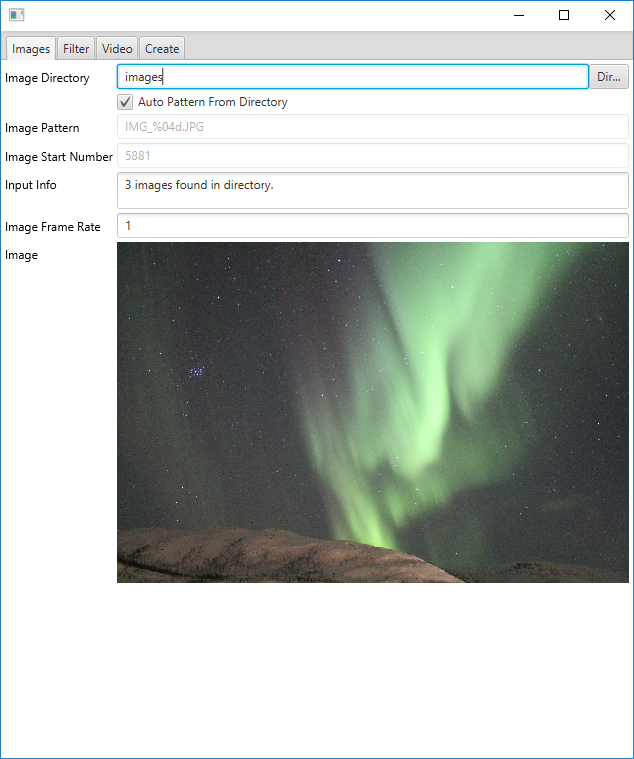 Images Filter Video Create
Image Directory images Dir...
Auto Pattern From Directory
Image Pattern IMG_%04d.JPG
Image Start Number 5881
Input Info 3 images found in directory.
Image Frame Rate 1
Image